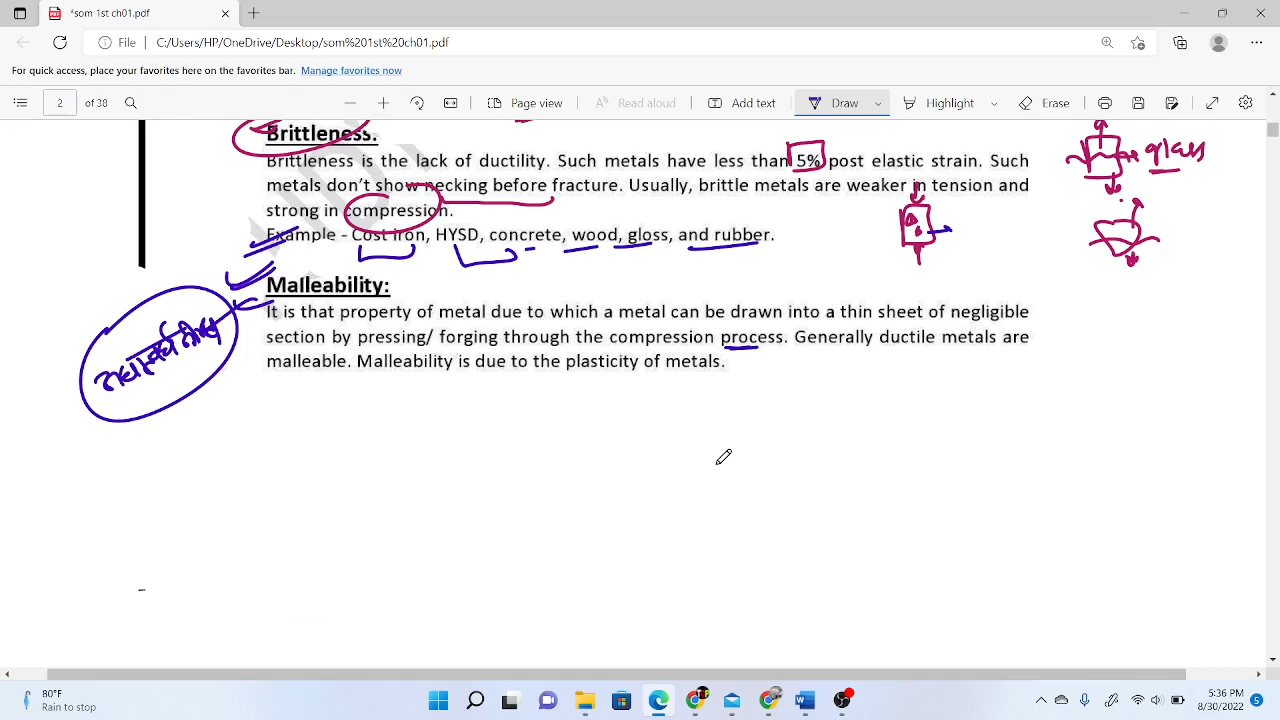 *som 1st ch01.pdf
File C:/Users/HP/OneDrive/Desktop/som%201st%20ch01.pdf
For quick access, place your favorites here on the favorites bar. Manage favorites now
2 of 38 Page view Read aloud Add text Draw Highlight Erase
Brittleness:
Brittleness is the lack of ductility. Such metals have less than 5% post elastic strain. Such
metals don't show necking before fracture. Usually, brittle metals are weaker in tension and
strong in compression.
Example - Cost iron, HYSD, concrete, wood, gloss, and rubber.
glass
Malleability:
It is that property of metal due to which a metal can be drawn into a thin sheet of negligible
section by pressing/ forging through the compression process. Generally ductile metals are
malleable. Malleability is due to the plasticity of metals.
80°F
Rain to stop
5:36 PM
8/30/2022
5